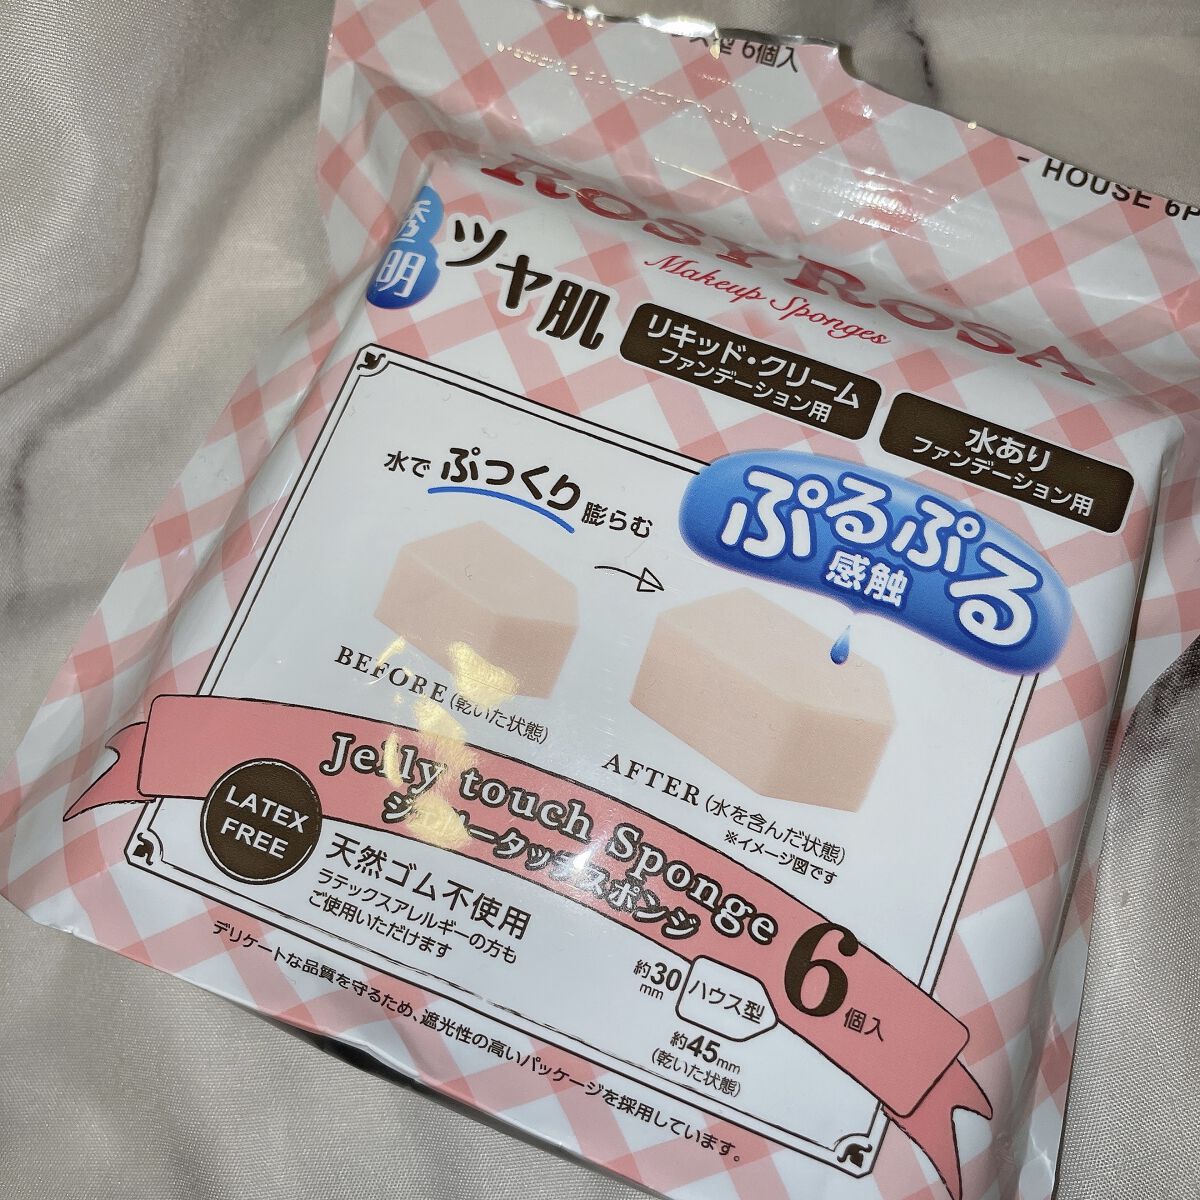 型 6個入
- HOUSE 6P
ROSYROSA
Makeup Sponges
透明
ツヤ肌
リキッド・クリーム
ファンデーション用
水あり
ファンデーション用
水で ぷっくり 膨らむ
ぷるぷる
感触
BEFORE (乾いた状態)
AFTER (水を含んだ状態)
※イメージ図です
Jelly touch Sponge
ジェリータッチスポンジ
6個入
LATEX
FREE
天然ゴム不使用
ラテックスアレルギーの方も
ご使用いただけます
約30mm
ハウス型
約45mm
(乾いた状態)
デリケートな品質を守るため、遮光性の高いパッケージを採用しています。